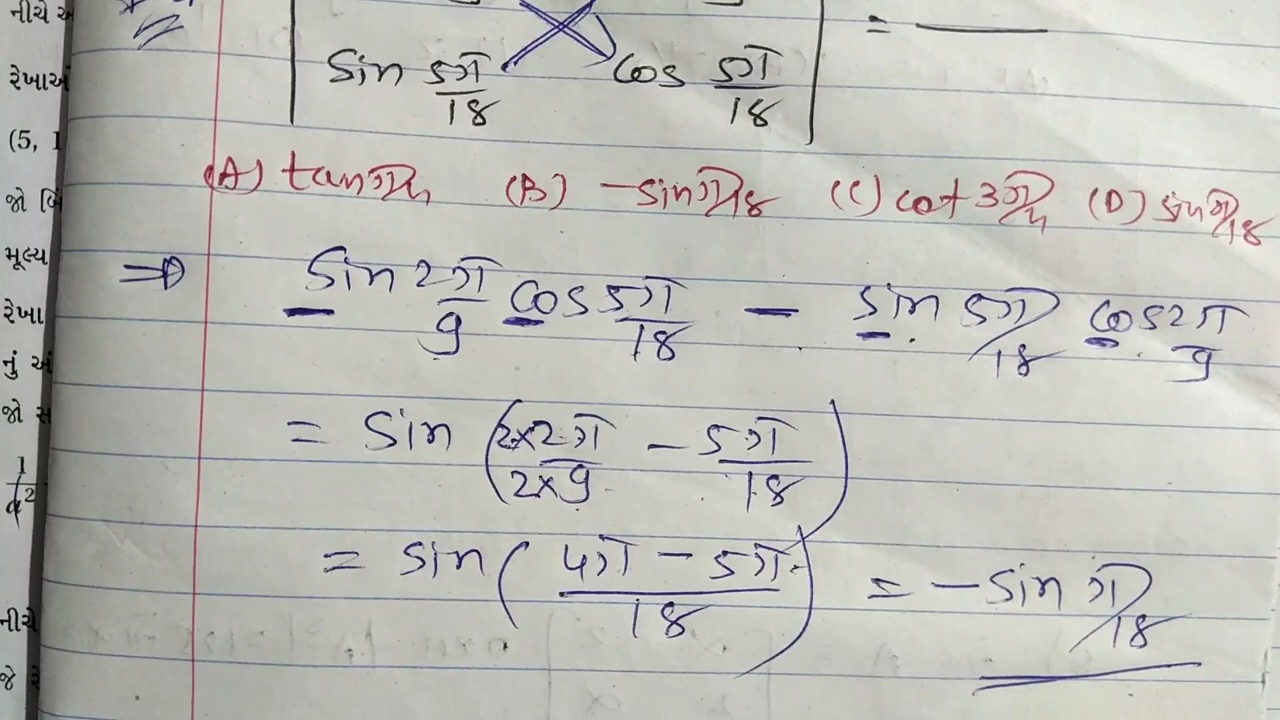 નીચે
રેખાઓ
(5, 1
જો
મૂલ્ય
રેખા
નું
જો સ
1
નીચે
જે
= ____
sin 5π/18 cos 5π/18
(A) tan π/4 (B) -sin π/18 (C) cot 3π/4 (D) sin π/18
⇒ sin 2π/9 cos 5π/18 - sin 5π/18 cos 2π/9
= sin (2×2π/2×9 - 5π/18)
= sin (4π - 5π/18) = - sin π/18